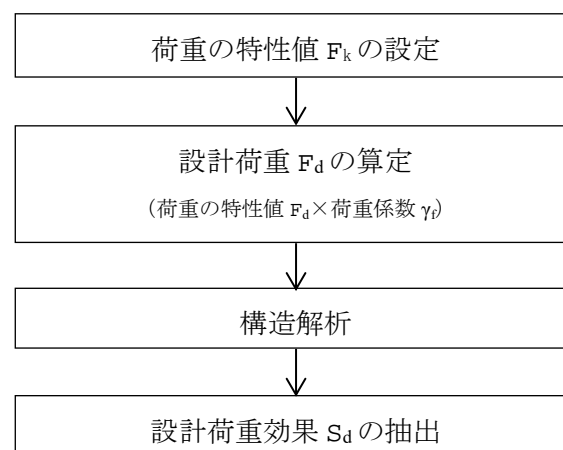 荷重の特性値 Fk の設定
設計荷重 Fd の算定
(荷重の特性値 Fd×荷重係数 γf)
構造解析
設計荷重効果 Sd の抽出